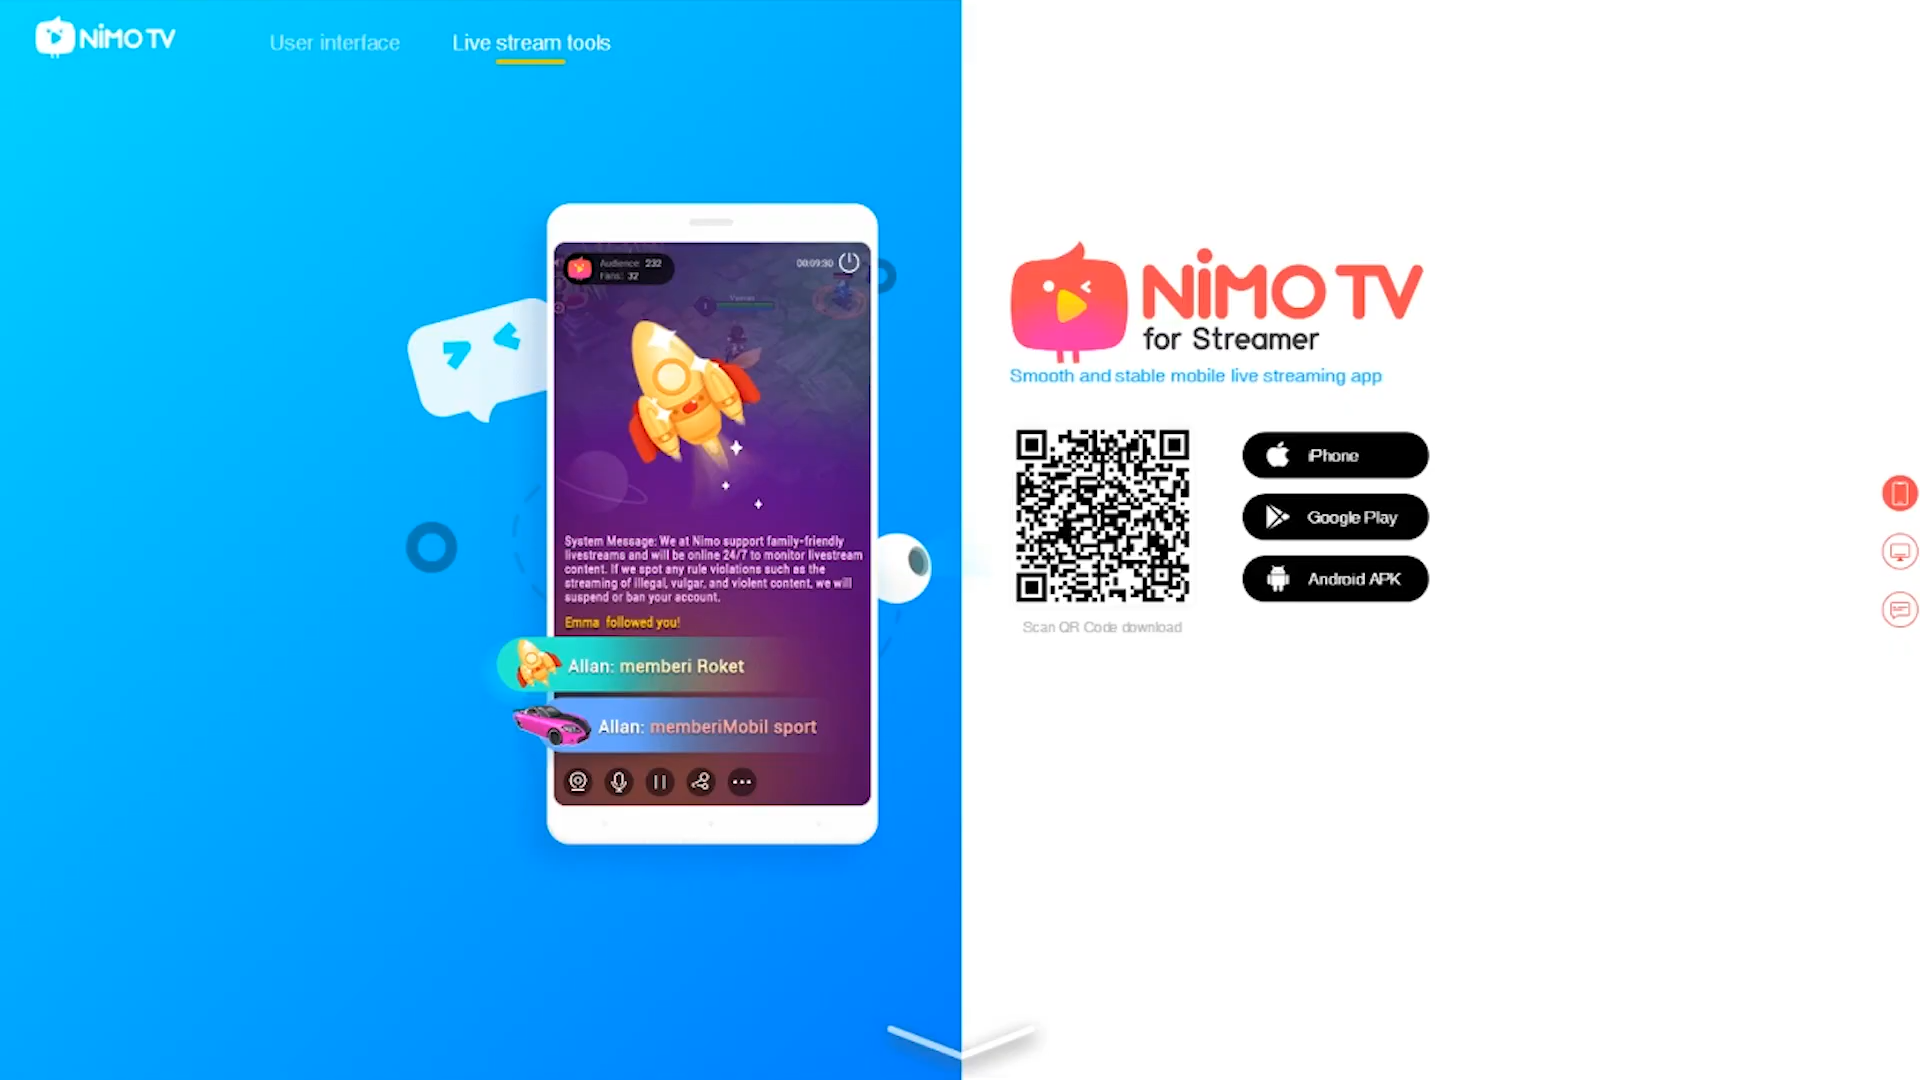 NiMO TV
User interface
Live stream tools
Audience: 232
Fans: 32
00:09:30
System Message: We at Nimo support family-friendly
livestreams and will be online 24/7 to monitor livestream
content. If we spot any rule violations such as the
streaming of illegal, vulgar, and violent content, we will
suspend or ban your account.
Emma followed you!
Allan: memberi Roket
Allan: memberiMobil sport
NiMO TV
for Streamer
Smooth and stable mobile live streaming app
iPhone
Google Play
Android APK
Scan QR Code download